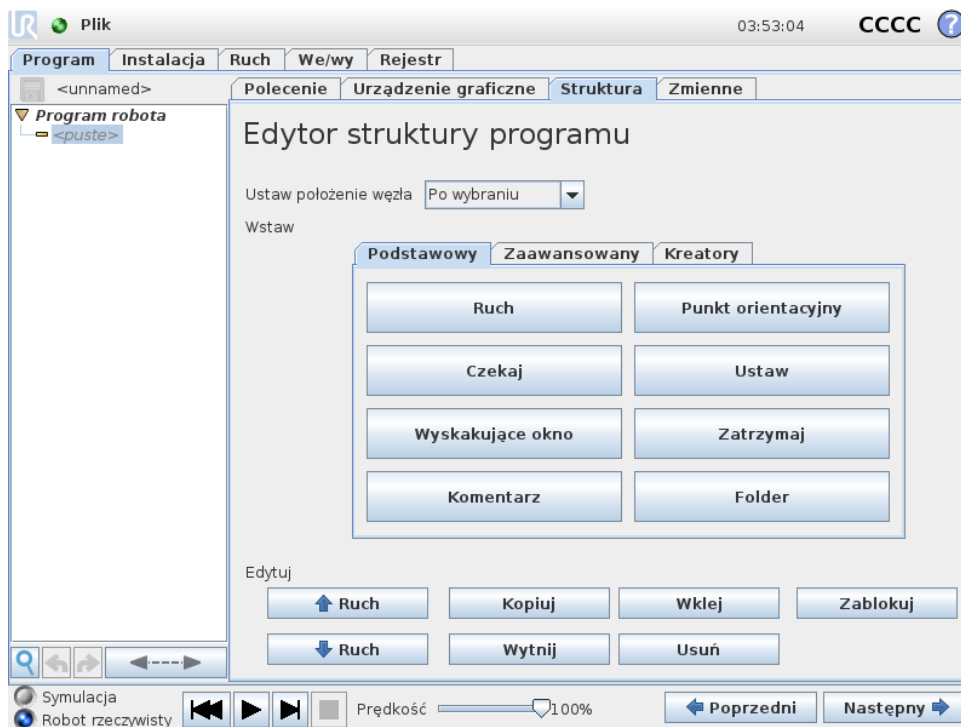 UR Plik 03:53:04 CCCC ?
Program Instalacja Ruch We/wy Rejestr
<unnamed>
Polecenie Urządzenie graficzne Struktura Zmienne
Program robota
<puste>
Edytor struktury programu
Ustaw położenie węzła Po wybraniu
Wstaw
Podstawowy Zaawansowany Kreatory
Ruch Punkt orientacyjny
Czekaj Ustaw
Wyskakujące okno Zatrzymaj
Komentarz Folder
Edytuj
Ruch Kopiuj Wklej Zablokuj
Ruch Wytnij Usuń
Symulacja
Robot rzeczywisty
Prędkość 100%
Poprzedni Następny